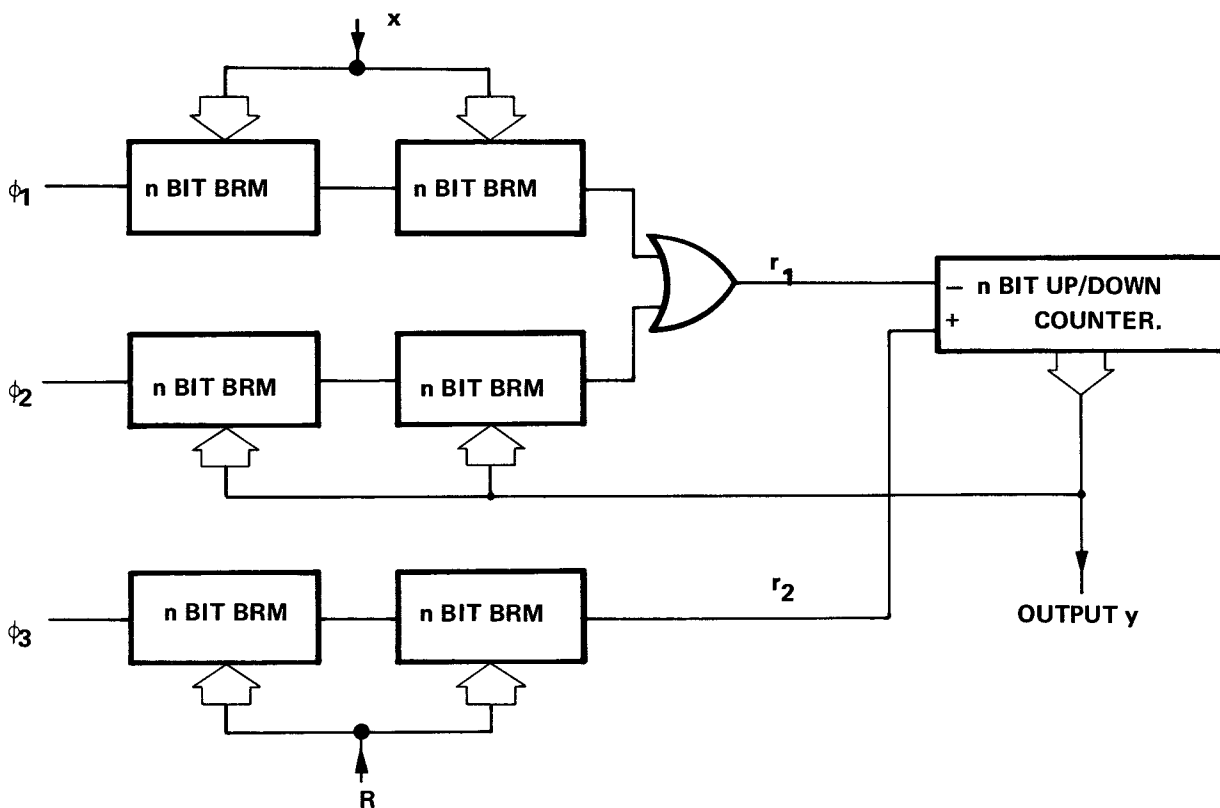 x
ϕ1
n BIT BRM
n BIT BRM
r1
− n BIT UP/DOWN
+ COUNTER.
ϕ2
n BIT BRM
n BIT BRM
ϕ3
n BIT BRM
n BIT BRM
r2
OUTPUT y
R